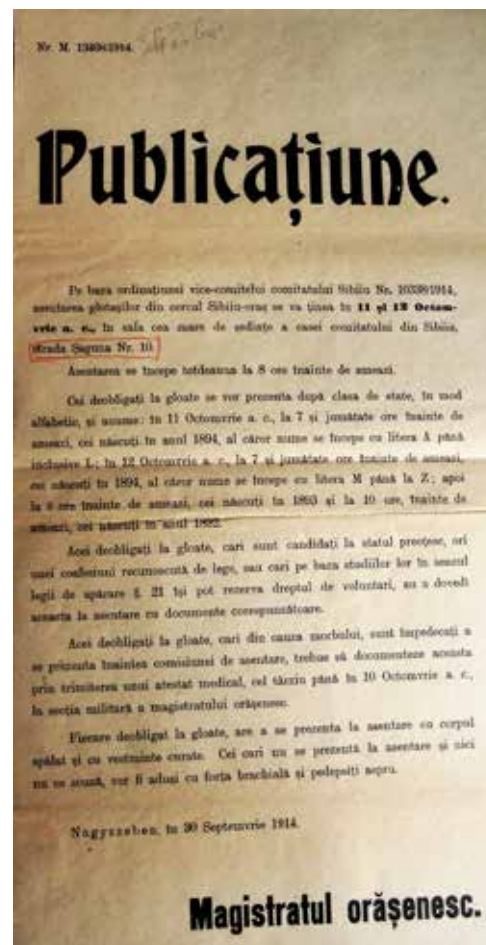 Nr. M.
Publicațiune.
Pe baza ordinațiunei vice-comitelui comitatului Sibiiu Nr.
asentarea glotașilor din cercul Sibiiu-oraș se va ținea în 11 și 12 Octom-
vrie a. c., în sala cea mare de ședințe a casei comitatului din Sibiiu,
strada Șaguna Nr. 10.
Asentarea se începe totdeauna la 8 ore înainte de ameazi.
Cei deobligați la gloate se vor prezenta după clasa de etate, în mod
alfabetic, și anume: în 11 Octomvrie a. c., la 7 și jumătate ore înainte de
ameazi, cei născuți în anul 1894, al căror nume se începe cu litera A până
inclusive L; în 12 Octomvrie a. c., la 7 și jumătate ore înainte de ameazi,
cei născuți în 1894, al căror nume se începe cu litera M până la Z; apoi
la ore înainte de ameazi, cei născuți în 1893 și la 10 ore, înainte de
ameazi, cei născuți în anul 1892.
Acei deobligați la gloate, cari sunt candidați la statul preoțesc, ori
unei confesiuni recunoscută de lege, sau cari pe baza studiilor lor în senzul
legii de apărare §. 21 își pot rezerva dreptul de voluntari, au a dovedi
aceasta la asentare cu documente corespunzătoare.
Acei deobligați la gloate, cari din cauza morbului, sunt împedecați a
se prezenta înaintea comisiunei de asentare, trebue să documenteze aceasta
prin trimiterea unui atestat medical, cel târziu până în 10 Octomvrie a. c.,
la secția militară a magistratului orășenesc.
Fiecare deobligat la gloate, are a se prezenta la asentare cu corpul
spălat și cu vestminte curate. Cei cari nu se prezentă la asentare și nici
nu se scuză, vor fi aduși cu forța brachială și pedepsiți aspru.
Nagyszeben, în 30 Septemvrie 1914.
Magistratul orășenesc.